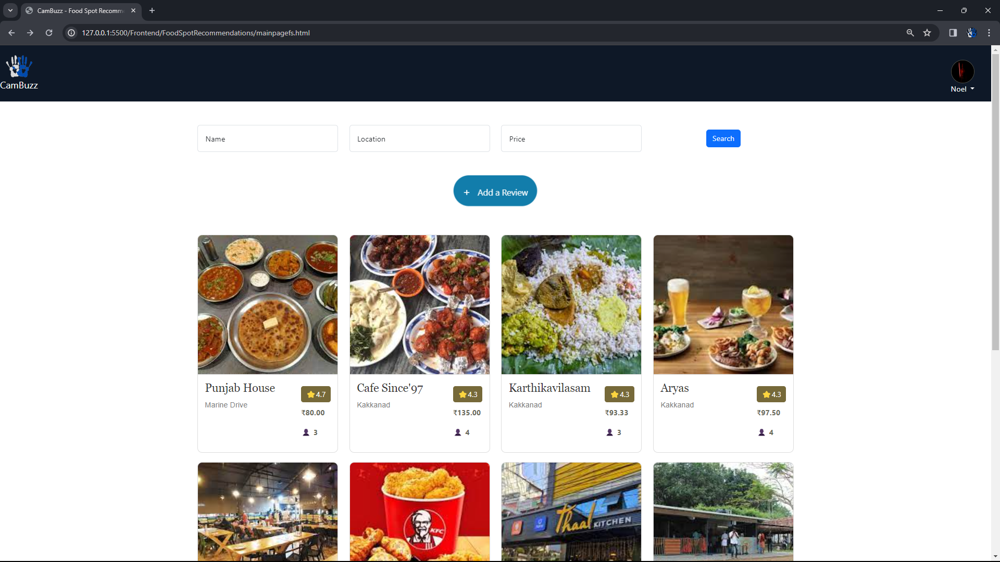 CamBuzz - Food Spot Recomm
127.0.0.1:5500/Frontend/FoodSpotRecommendations/mainpagefs.html
CamBuzz
Noel
Name
Location
Price
Search
+ Add a Review
Punjab House
4.7
Marine Drive
₹80.00
3
Cafe Since'97
4.3
Kakkanad
₹135.00
4
Karthikavilasam
4.3
Kakkanad
₹93.33
3
Aryas
4.3
Kakkanad
₹97.50
4
KFC
Thaal KITCHEN